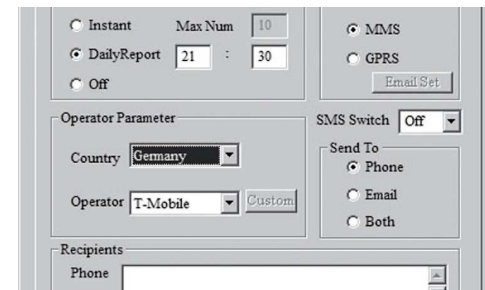 Instant Max Num 10
MMS
DailyReport 21 : 30
GPRS
Off
Email Set
Operator Parameter
SMS Switch Off
Country Germany
Send To
Phone
Operator T-Mobile Custom
Email
Both
Recipients
Phone